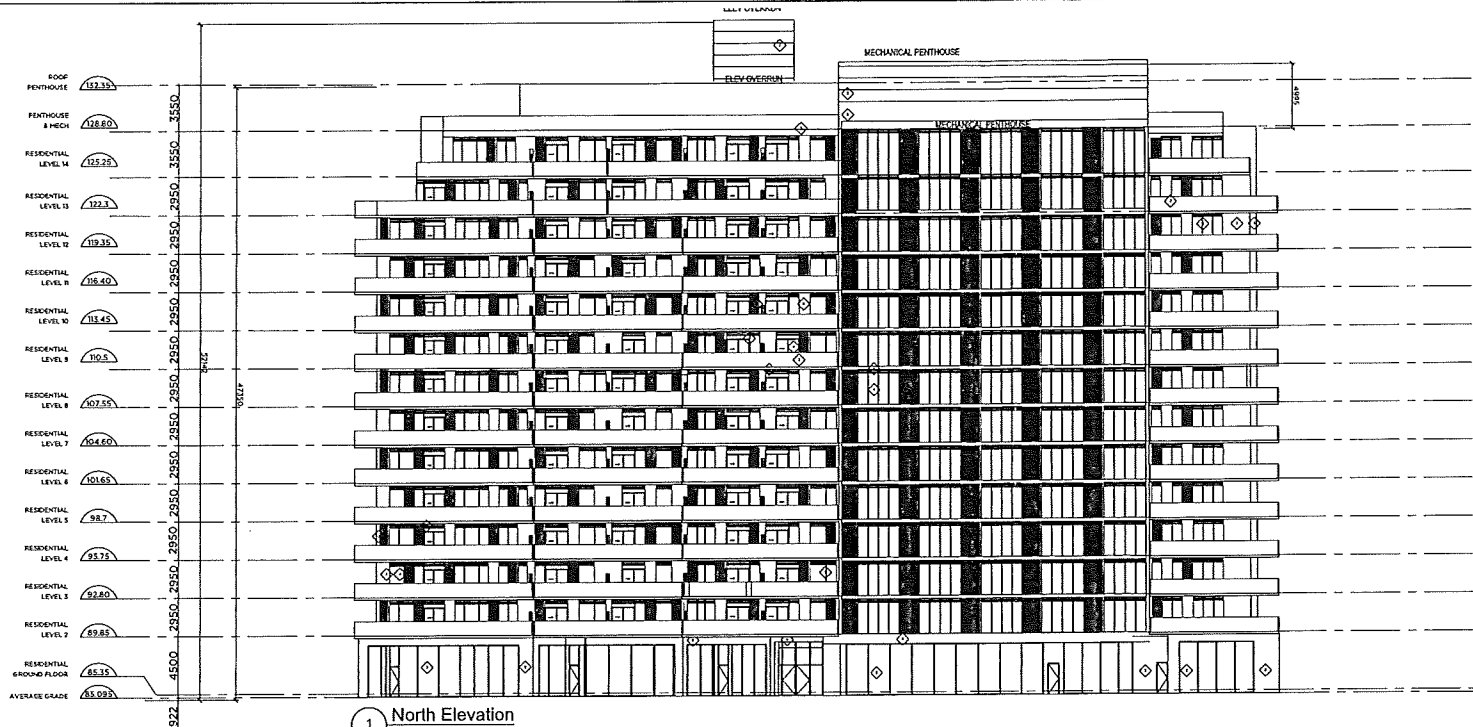 ELEV OVERRUN
MECHANICAL PENTHOUSE
ELEV OVERRUN
MECHANICAL PENTHOUSE
4985
ROOF
PENTHOUSE 132.35
3550
PENTHOUSE
& MECH 128.80
3550
RESIDENTIAL
LEVEL 14 125.25
2950
RESIDENTIAL
LEVEL 13 122.3
2950
RESIDENTIAL
LEVEL 12 119.35
2950
RESIDENTIAL
LEVEL 11 116.40
2950
RESIDENTIAL
LEVEL 10 113.45
2950
RESIDENTIAL
LEVEL 9 110.5
2950
RESIDENTIAL
LEVEL 8 107.55
2950
RESIDENTIAL
LEVEL 7 104.60
2950
RESIDENTIAL
LEVEL 6 101.65
2950
RESIDENTIAL
LEVEL 5 98.7
2950
RESIDENTIAL
LEVEL 4 95.75
2950
RESIDENTIAL
LEVEL 3 92.80
2950
RESIDENTIAL
LEVEL 2 89.85
4500
RESIDENTIAL
GROUND FLOOR 85.35
AVERAGE GRADE 85.095
922
47350
1 North Elevation